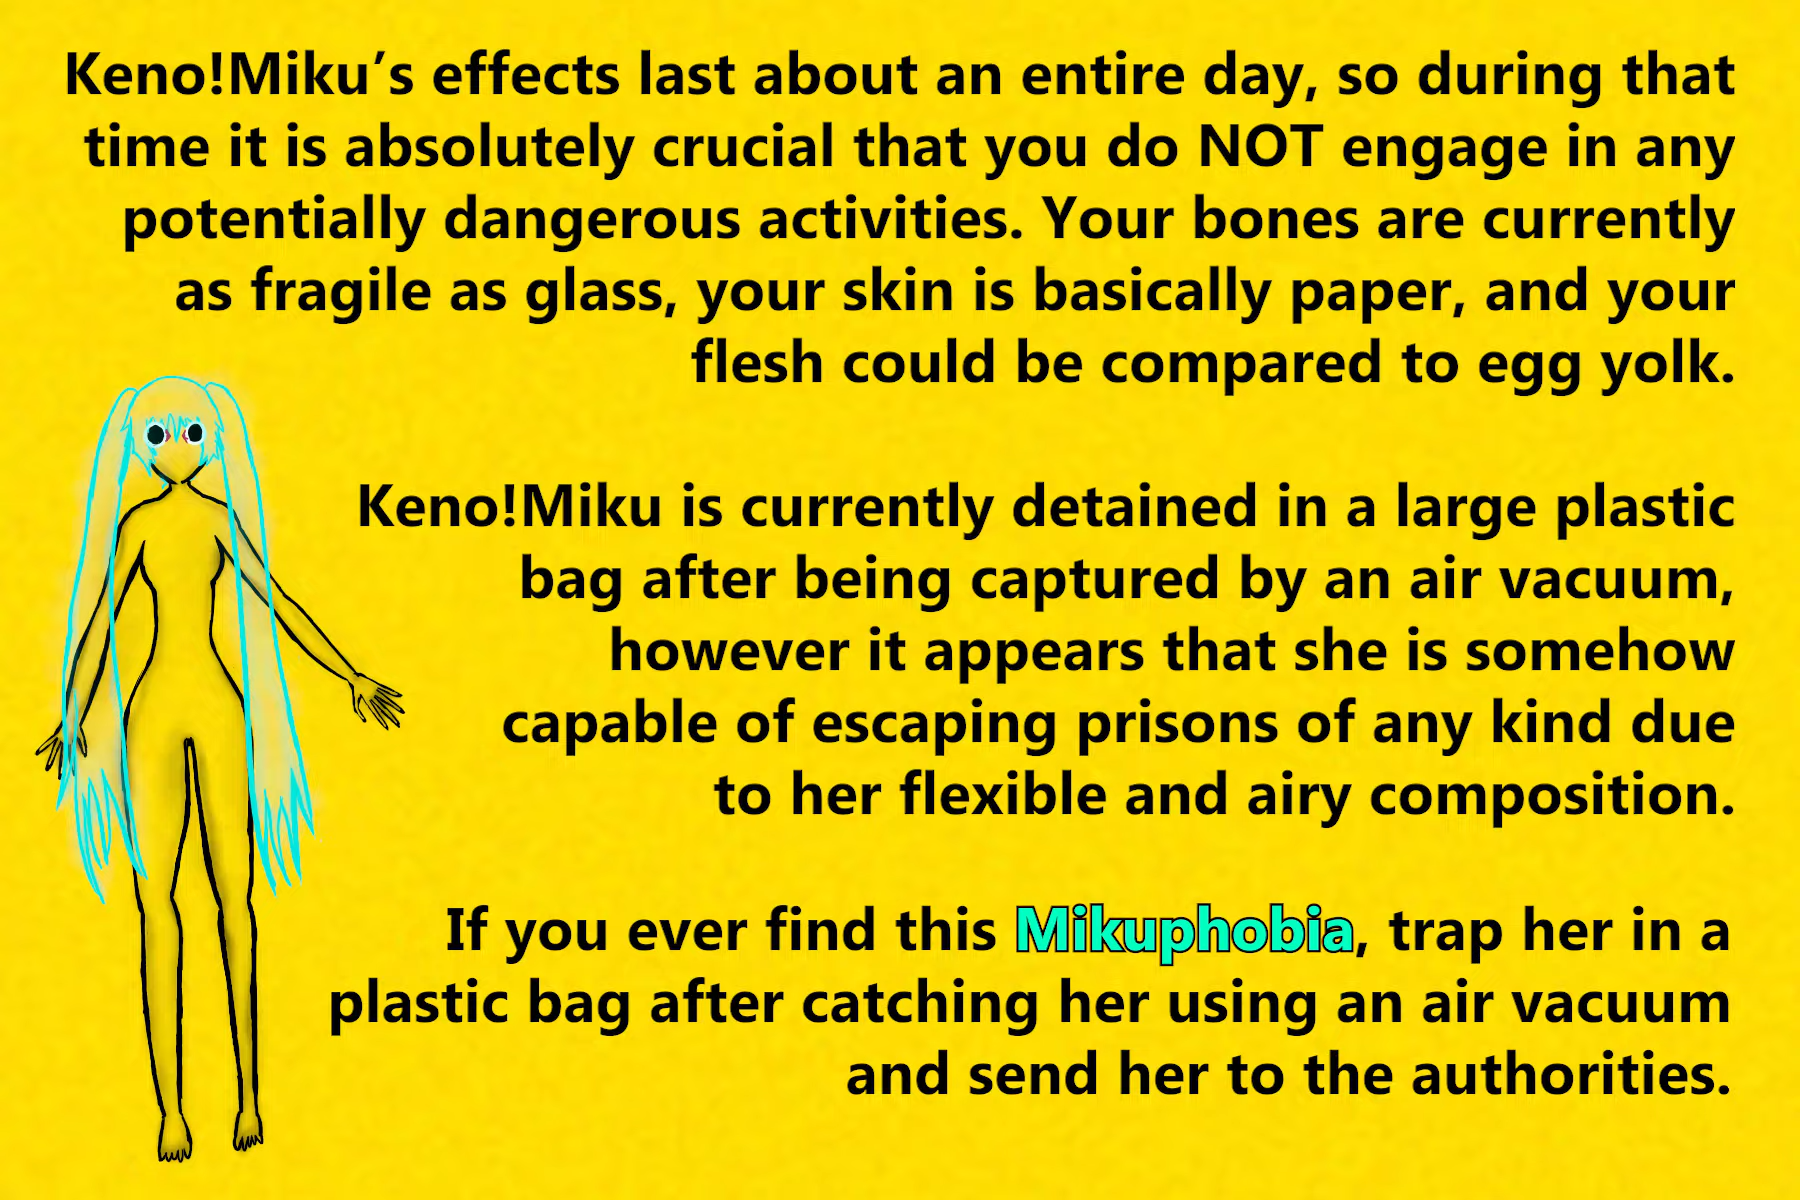 Keno!Miku’s effects last about an entire day, so during that
time it is absolutely crucial that you do NOT engage in any
potentially dangerous activities. Your bones are currently
as fragile as glass, your skin is basically paper, and your
flesh could be compared to egg yolk.
Keno!Miku is currently detained in a large plastic
bag after being captured by an air vacuum,
however it appears that she is somehow
capable of escaping prisons of any kind due
to her flexible and airy composition.
If you ever find this Mikuphobia, trap her in a
plastic bag after catching her using an air vacuum
and send her to the authorities.